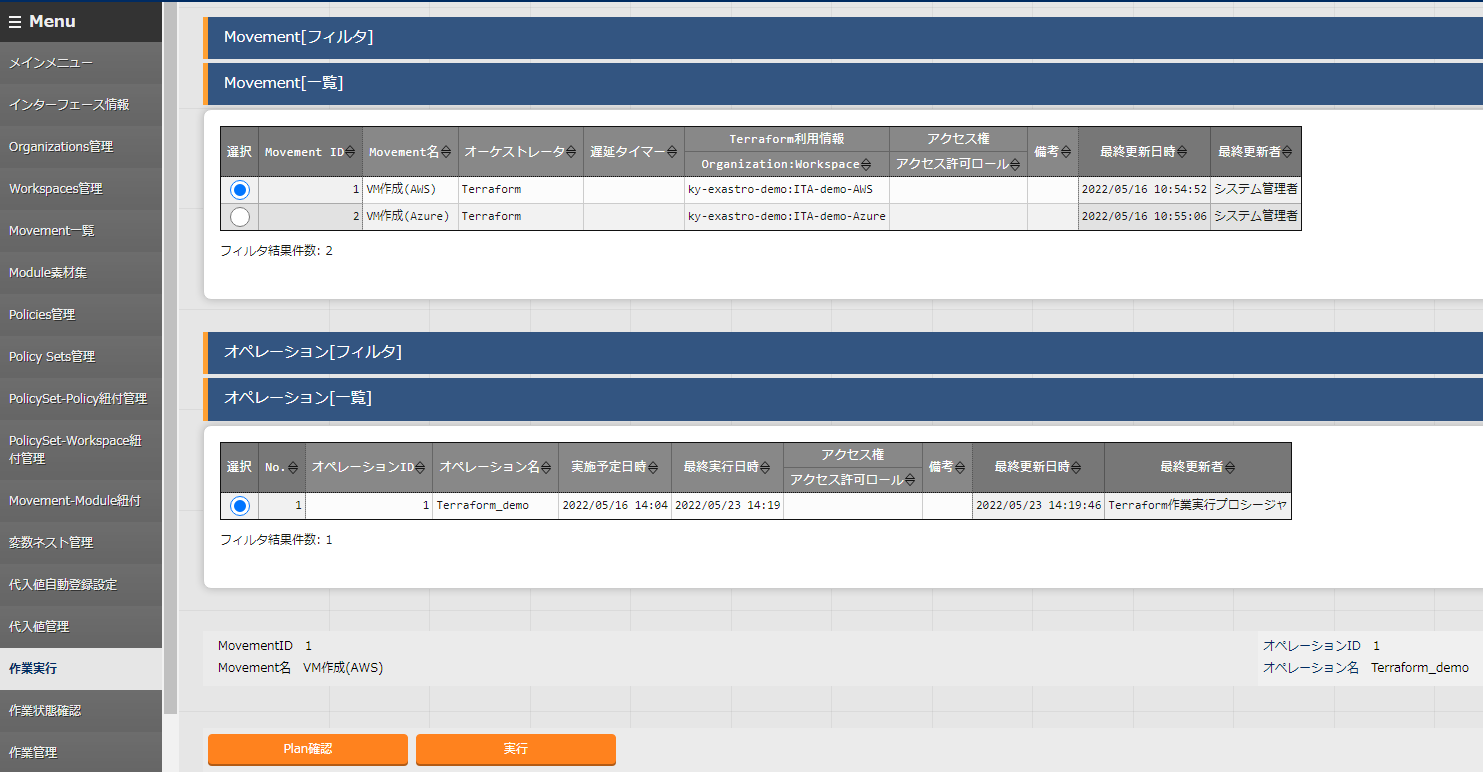 Menu
メインメニュー
インターフェース情報
Organizations管理
Workspaces管理
Movement一覧
Module素材集
Policies管理
Policy Sets管理
PolicySet-Policy紐付管理
PolicySet-Workspace紐
付管理
Movement-Module紐付
変数ネスト管理
代入値自動登録設定
代入値管理
作業実行
作業状態確認
作業管理
Movement[フィルタ]
Movement[一覧]
選択 Movement ID Movement名 オーケストレータ 遅延タイマー Terraform利用情報 アクセス権 備考 最終更新日時 最終更新者
Organization:Workspace アクセス許可ロール
1 VM作成(AWS) Terraform ky-exastro-demo:ITA-demo-AWS 2022/05/16 10:54:52 システム管理者
2 VM作成(Azure) Terraform ky-exastro-demo:ITA-demo-Azure 2022/05/16 10:55:06 システム管理者
フィルタ結果件数: 2
オペレーション[フィルタ]
オペレーション[一覧]
選択 No. オペレーションID オペレーション名 実施予定日時 最終実行日時 アクセス権 備考 最終更新日時 最終更新者
アクセス許可ロール
1 1 Terraform_demo 2022/05/16 14:04 2022/05/23 14:19 2022/05/23 14:19:46 Terraform作業実行プロシージャ
フィルタ結果件数: 1
MovementID 1
Movement名 VM作成(AWS)
オペレーションID 1
オペレーション名 Terraform_demo
Plan確認
実行